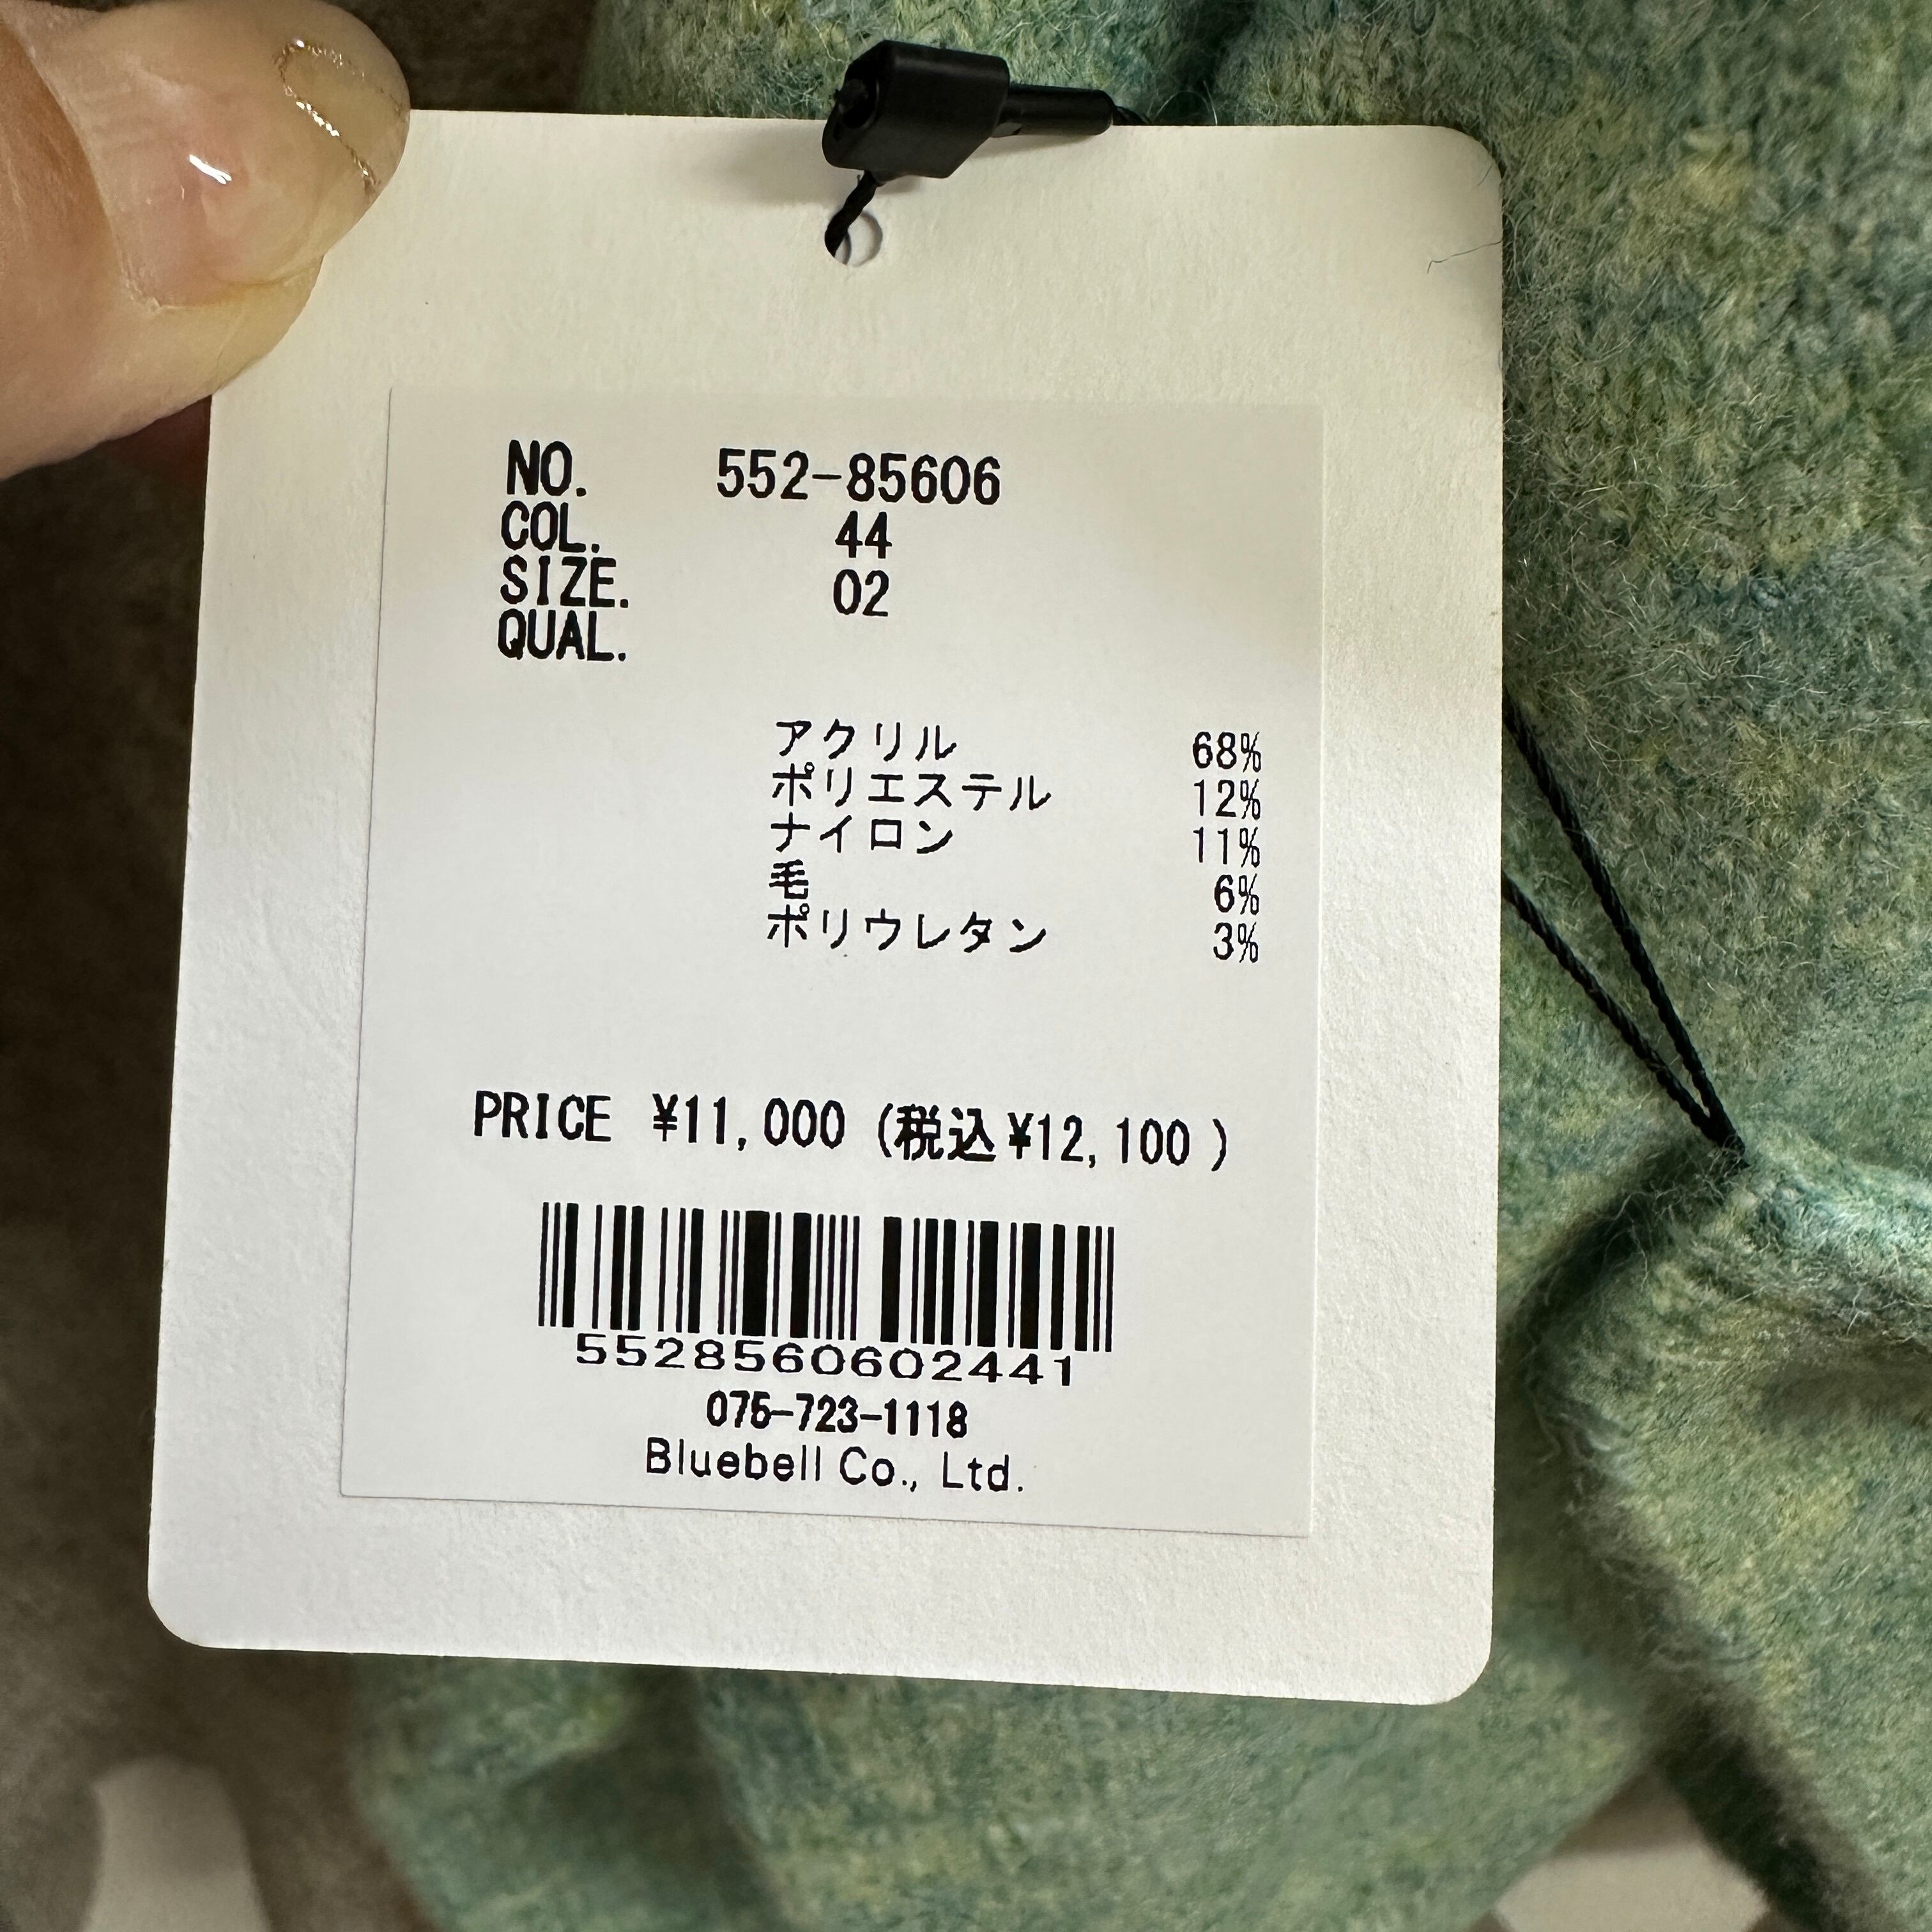 NO. 552-85606
COL. 44
SIZE. 02
QUAL.
アクリル 68%
ポリエステル 12%
ナイロン 11%
毛 6%
ポリウレタン 3%
PRICE ¥11,000 (税込¥12,100 )
5528560602441
075-723-1118
Bluebell Co., Ltd.